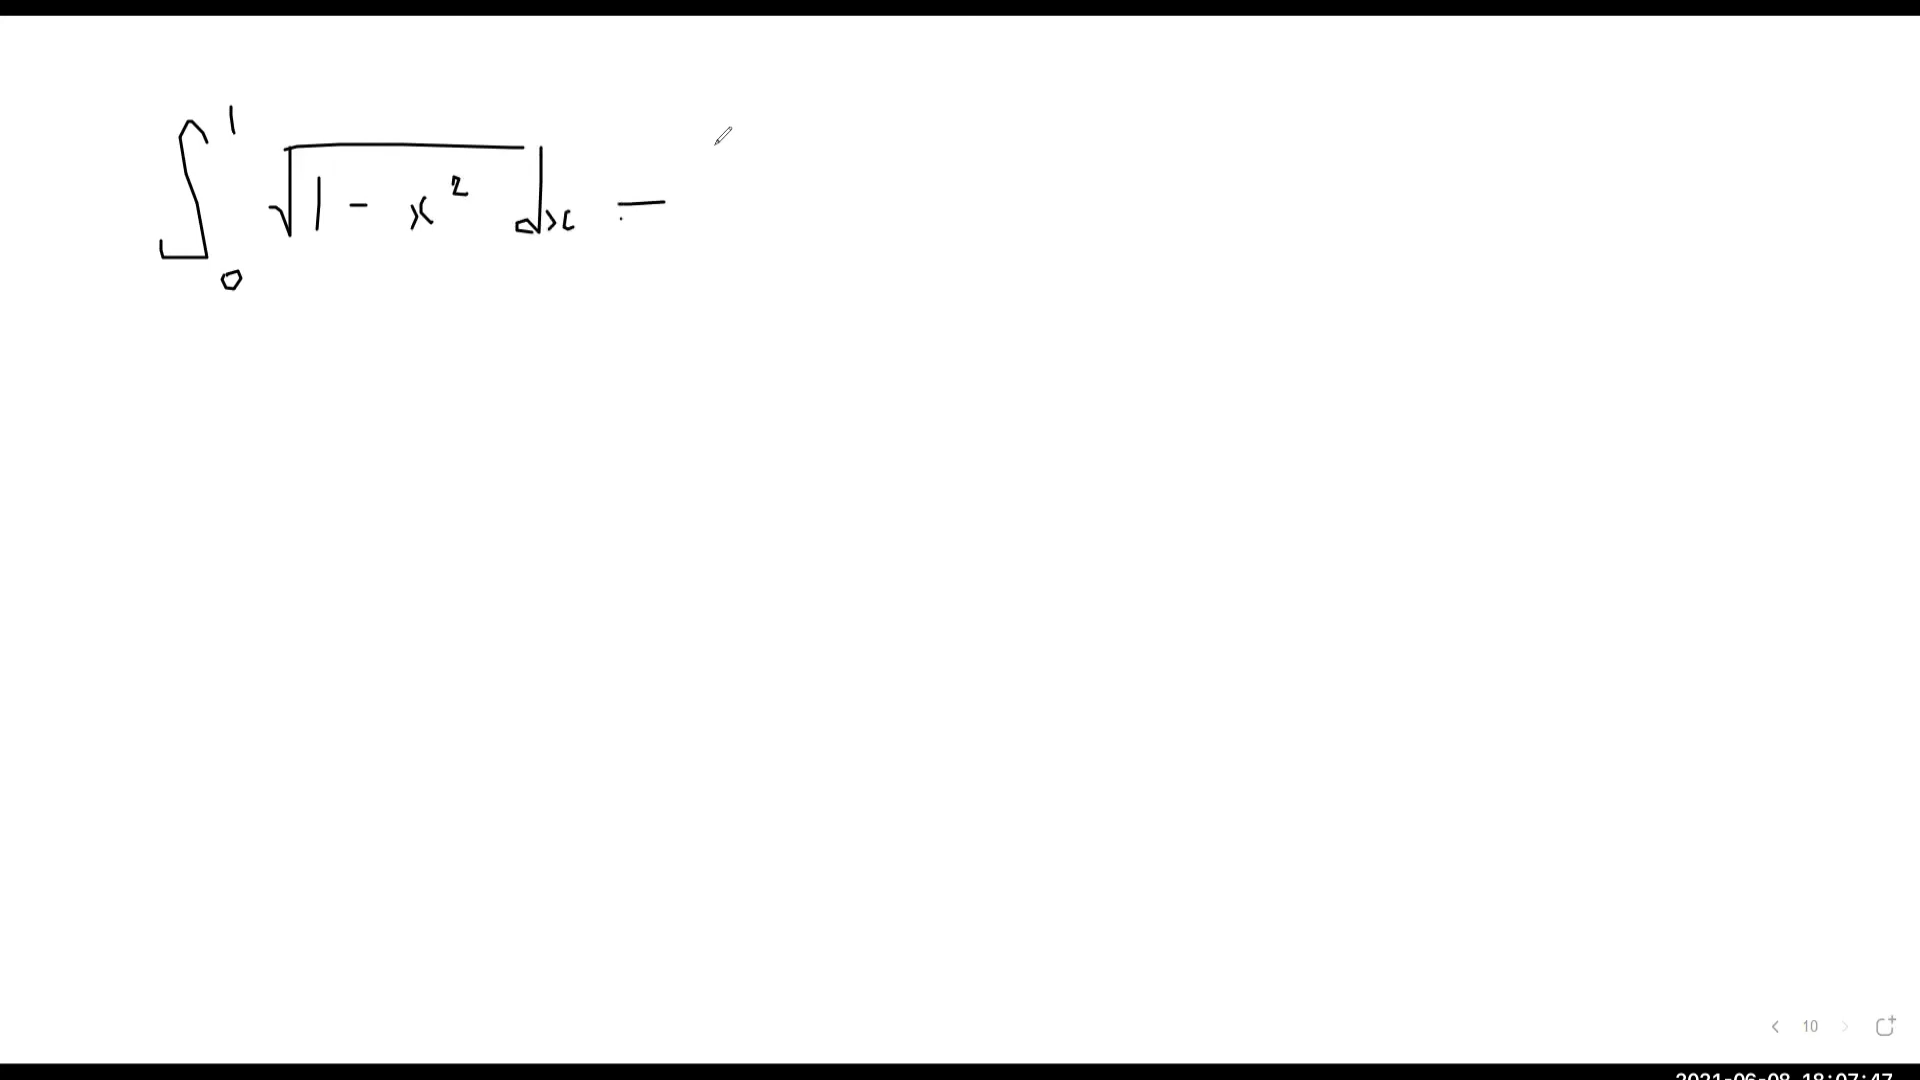 ∫₀¹ √(1 - x²) dx =
10